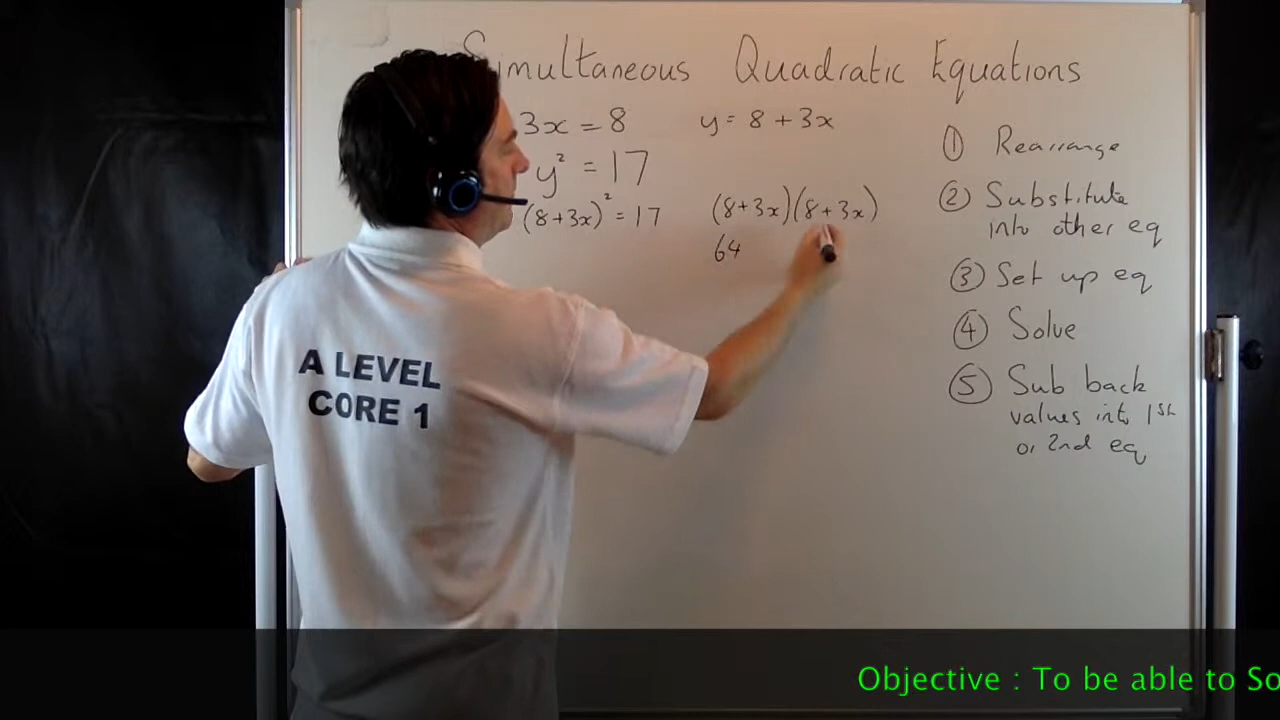 Simultaneous Quadratic Equations
3x = 8
y = 8 + 3x
y² = 17
(8+3x)² = 17
(8+3x)(8+3x)
64
① Rearrange
② Substitute
into other eq
③ Set up eq
④ Solve
⑤ Sub back
values into 1st
or 2nd eq
A LEVEL
CORE 1
Objective : To be able to So